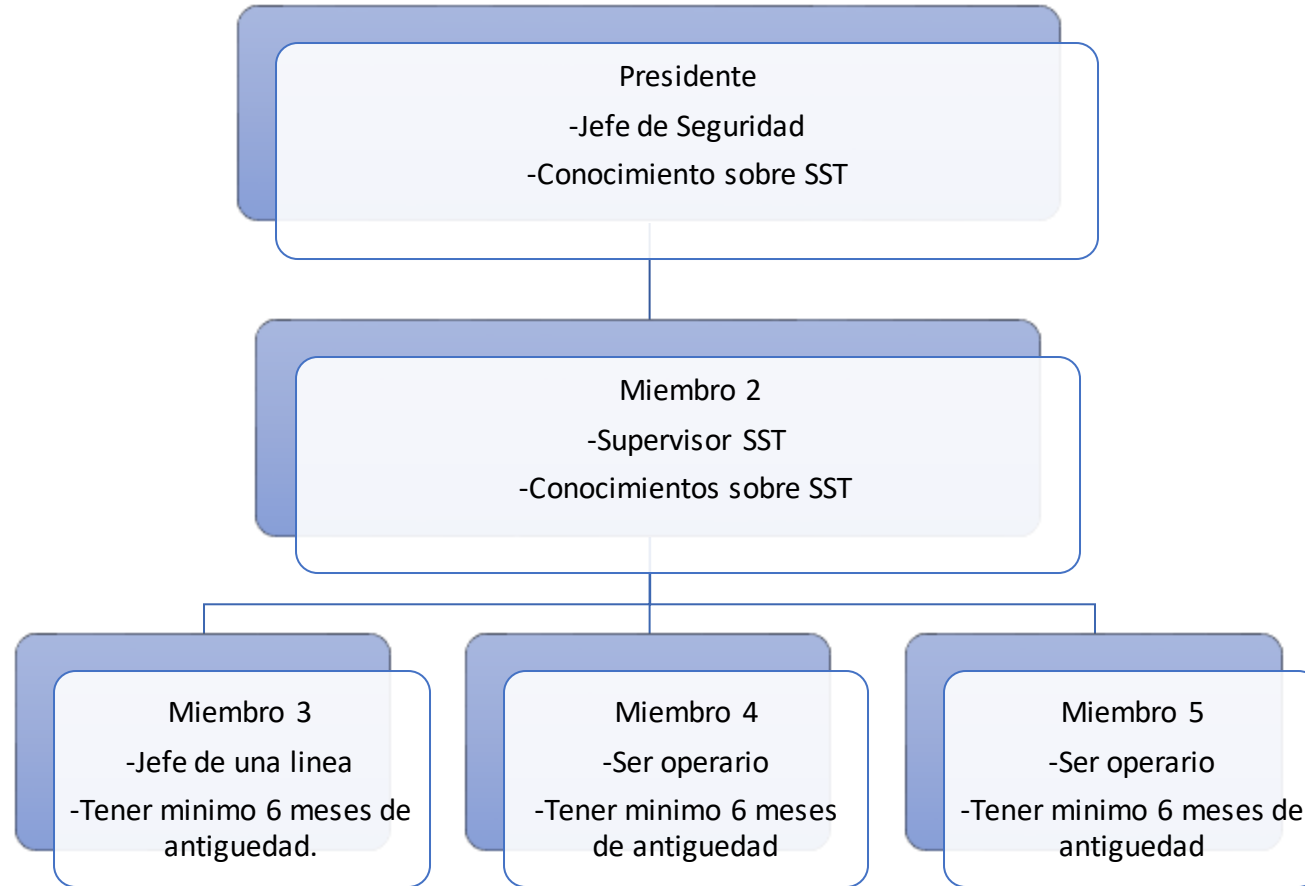 Presidente
-Jefe de Seguridad
-Conocimiento sobre SST
Miembro 2
-Supervisor SST
-Conocimientos sobre SST
Miembro 3
-Jefe de una linea
-Tener minimo 6 meses de
antiguedad.
Miembro 4
-Ser operario
-Tener minimo 6 meses
de antiguedad
Miembro 5
-Ser operario
-Tener minimo 6 meses de
antiguedad